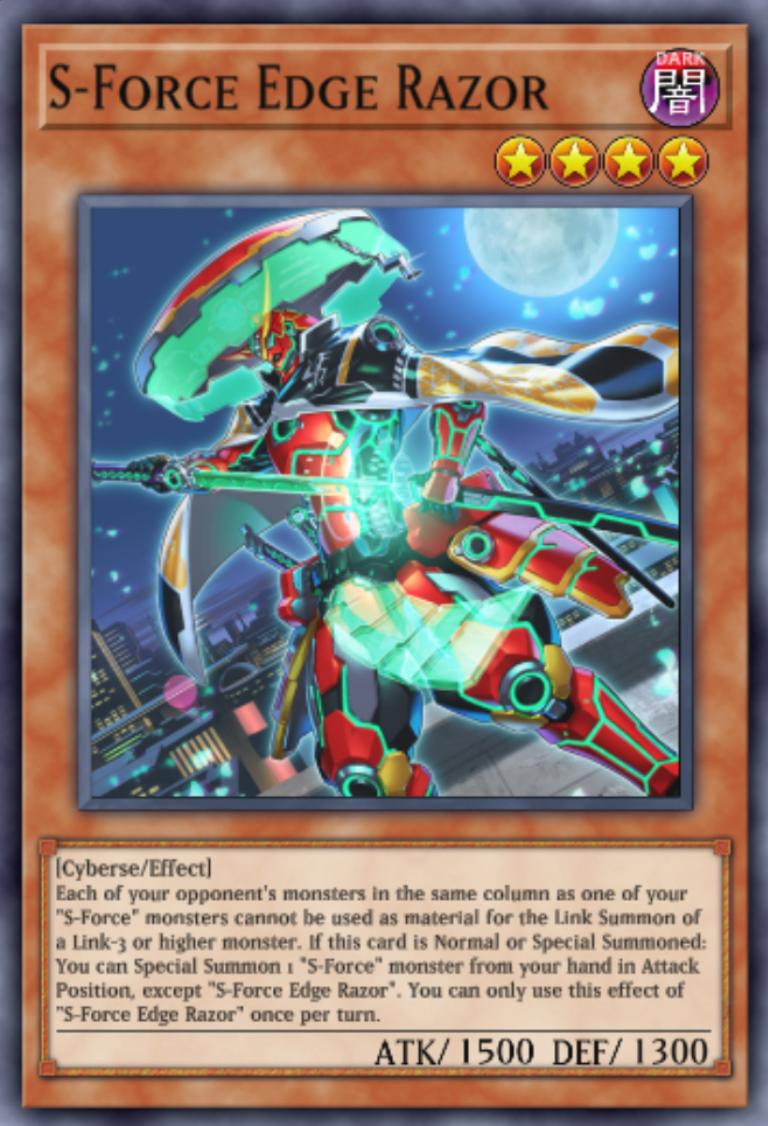 S-Force Edge Razor
DARK
闇
[Cyberse/Effect]
Each of your opponent's monsters in the same column as one of your
"S-Force" monsters cannot be used as material for the Link Summon of
a Link-3 or higher monster. If this card is Normal or Special Summoned:
You can Special Summon 1 "S-Force" monster from your hand in Attack
Position, except "S-Force Edge Razor". You can only use this effect of
"S-Force Edge Razor" once per turn.
ATK/ 1500 DEF/ 1300